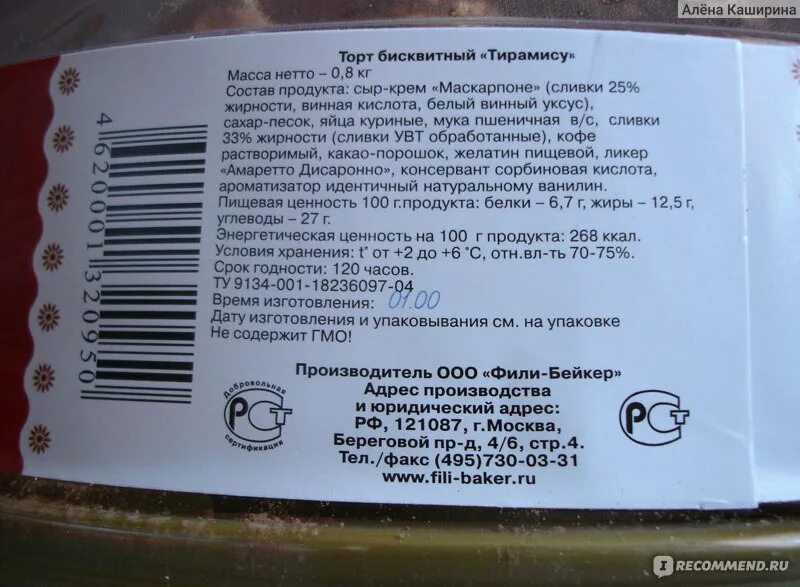 Алёна Каширина
Торт бисквитный «Тирамису»
Масса нетто – 0,8 кг
Состав продукта: сыр-крем «Маскарпоне» (сливки 25%
жирности, винная кислота, белый винный уксус),
сахар-песок, яйца куриные, мука пшеничная в/с, сливки
33% жирности (сливки УВТ обработанные), кофе
растворимый, какао-порошок, желатин пищевой, ликер
«Амаретто Дисаронно», консервант сорбиновая кислота,
ароматизатор идентичный натуральному ванилин.
Пищевая ценность 100 г.продукта: белки – 6,7 г, жиры – 12,5 г,
углеводы – 27 г.
Энергетическая ценность на 100 г продукта: 268 ккал.
Условия хранения: t° от +2 до +6 °С, отн.вл-ть 70-75%.
Срок годности: 120 часов.
ТУ 9134-001-18236097-04
Время изготовления: 01.00
Дату изготовления и упаковывания см. на упаковке
Не содержит ГМО!
4620001320950
Производитель ООО «Фили-Бейкер»
Адрес производства
и юридический адрес:
РФ, 121087, г.Москва,
Береговой пр-д, 4/6, стр.4.
Тел./факс (495)730-03-31
www.fili-baker.ru
Добровольная
РСТ
сертификация
РСТ
IRECOMMEND.RU